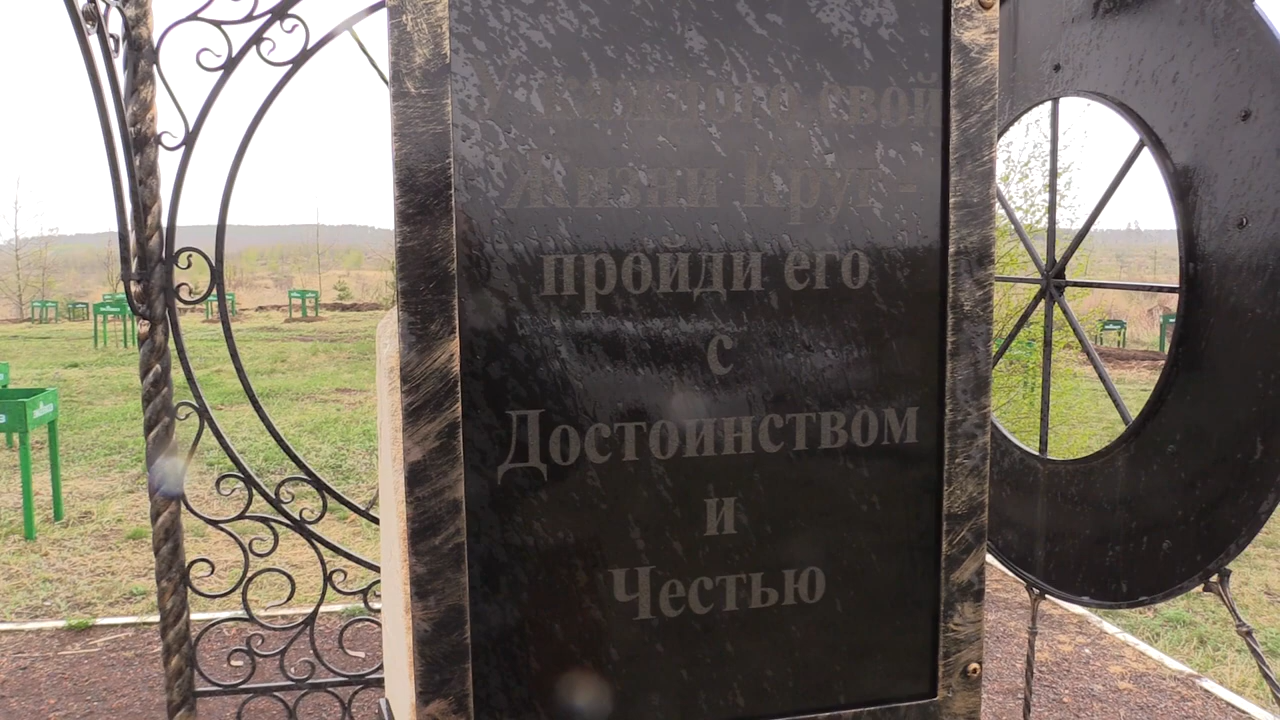 У каждого свой
Жизни Круг -
пройди его
с
Достоинством
и
Честью